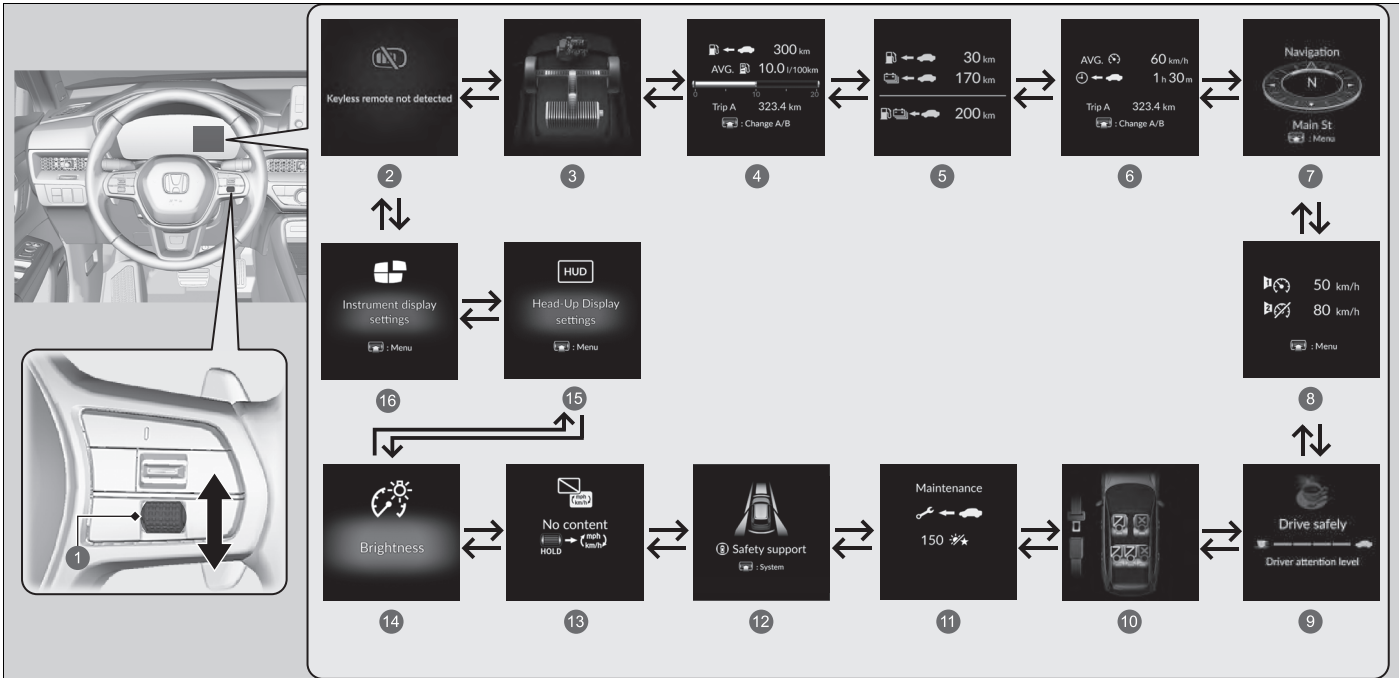 Keyless remote not detected
300 km
AVG. 10.0 l/100km
0 10 20
Trip A 323.4 km
: Change A/B
30 km
170 km
200 km
AVG. 60 km/h
1 h 30 m
Trip A 323.4 km
: Change A/B
Navigation
N
Main St
: Menu
2
3
4
5
6
7
Instrument display
settings
: Menu
HUD
Head-Up Display
settings
: Menu
1 50 km/h
2 80 km/h
: Menu
16
15
8
1
Brightness
mph
km/h
No content
HOLD mph
km/h
Safety support
: System
Maintenance
150
Drive safely
Driver attention level
14
13
12
11
10
9